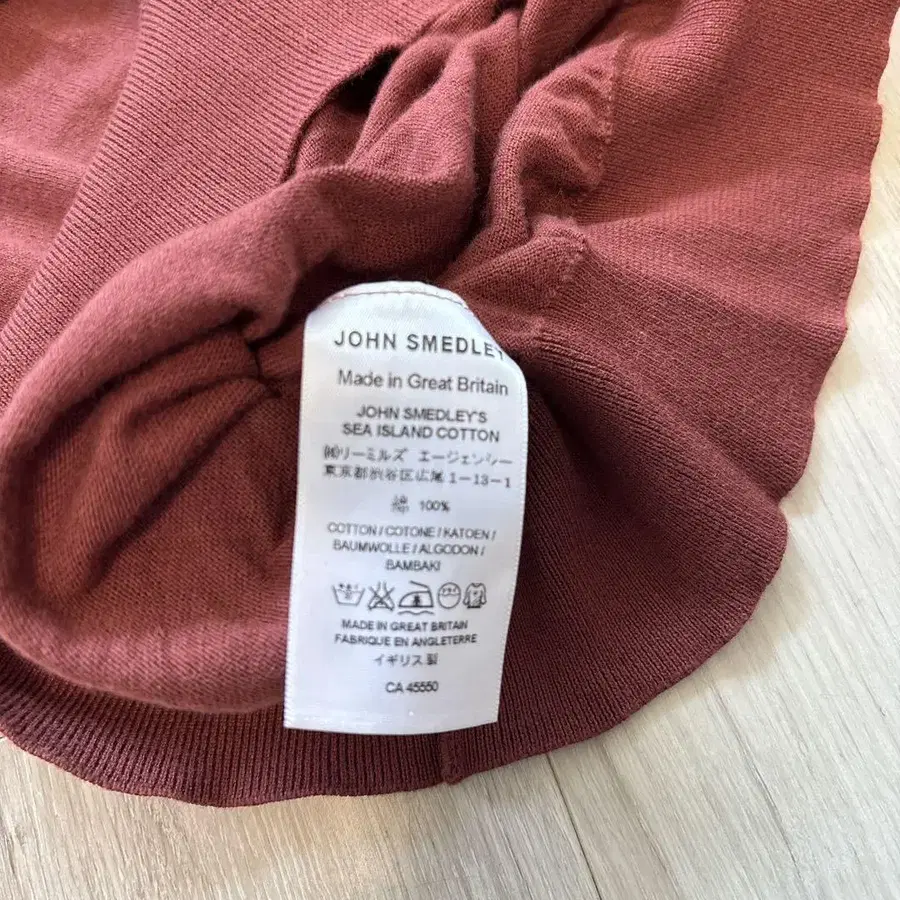 JOHN SMEDLEY
Made in Great Britain
JOHN SMEDLEY'S
SEA ISLAND COTTON
㈱リーミルズ エージェンシー
東京都渋谷区広尾1-13-1
綿 100%
COTTON / COTONE / KATOEN /
BAUMWOLLE / ALGODON /
BAMBAKI
MADE IN GREAT BRITAIN
FABRIQUE EN ANGLETERRE
イギリス製
CA 45550